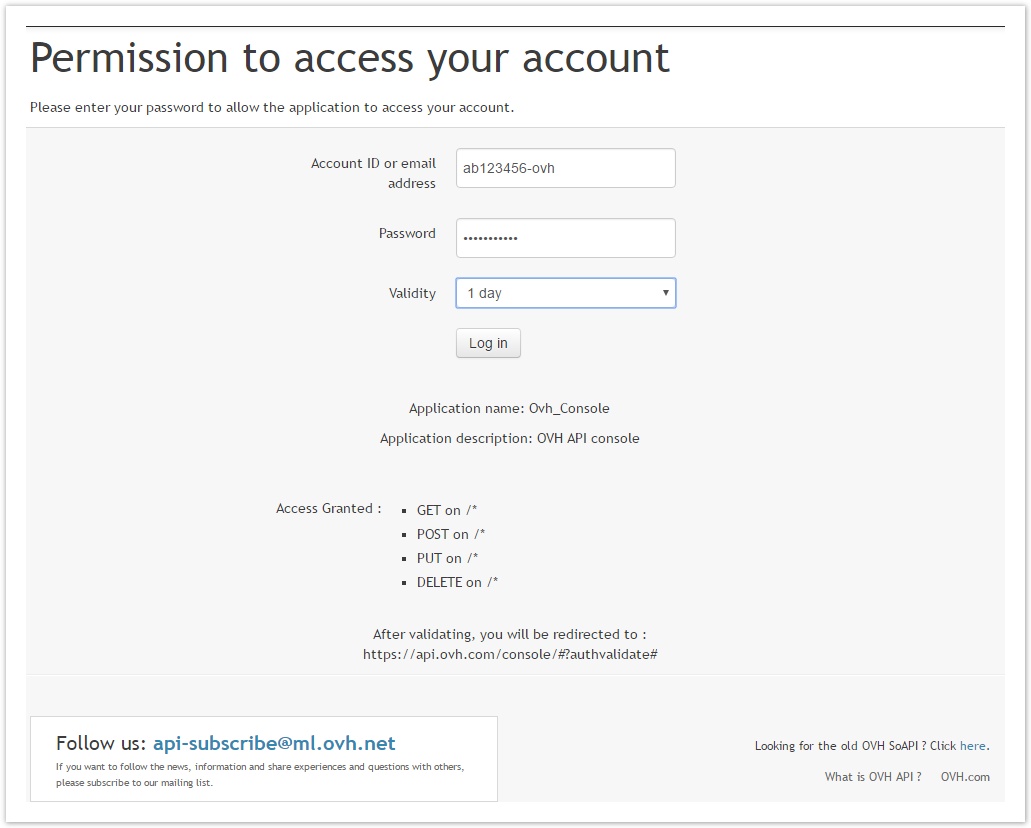 Permission to access your account
Please enter your password to allow the application to access your account.
Account ID or email
address
ab123456-ovh
Password
•••••••••••
Validity
1 day
Log in
Application name: Ovh_Console
Application description: OVH API console
Access Granted :
GET on /*
POST on /*
PUT on /*
DELETE on /*
After validating, you will be redirected to :
https://api.ovh.com/console/#?authvalidate#
Follow us: api-subscribe@ml.ovh.net
If you want to follow the news, information and share experiences and questions with others,
please subscribe to our mailing list.
Looking for the old OVH SoAPI ? Click here.
What is OVH API ? OVH.com